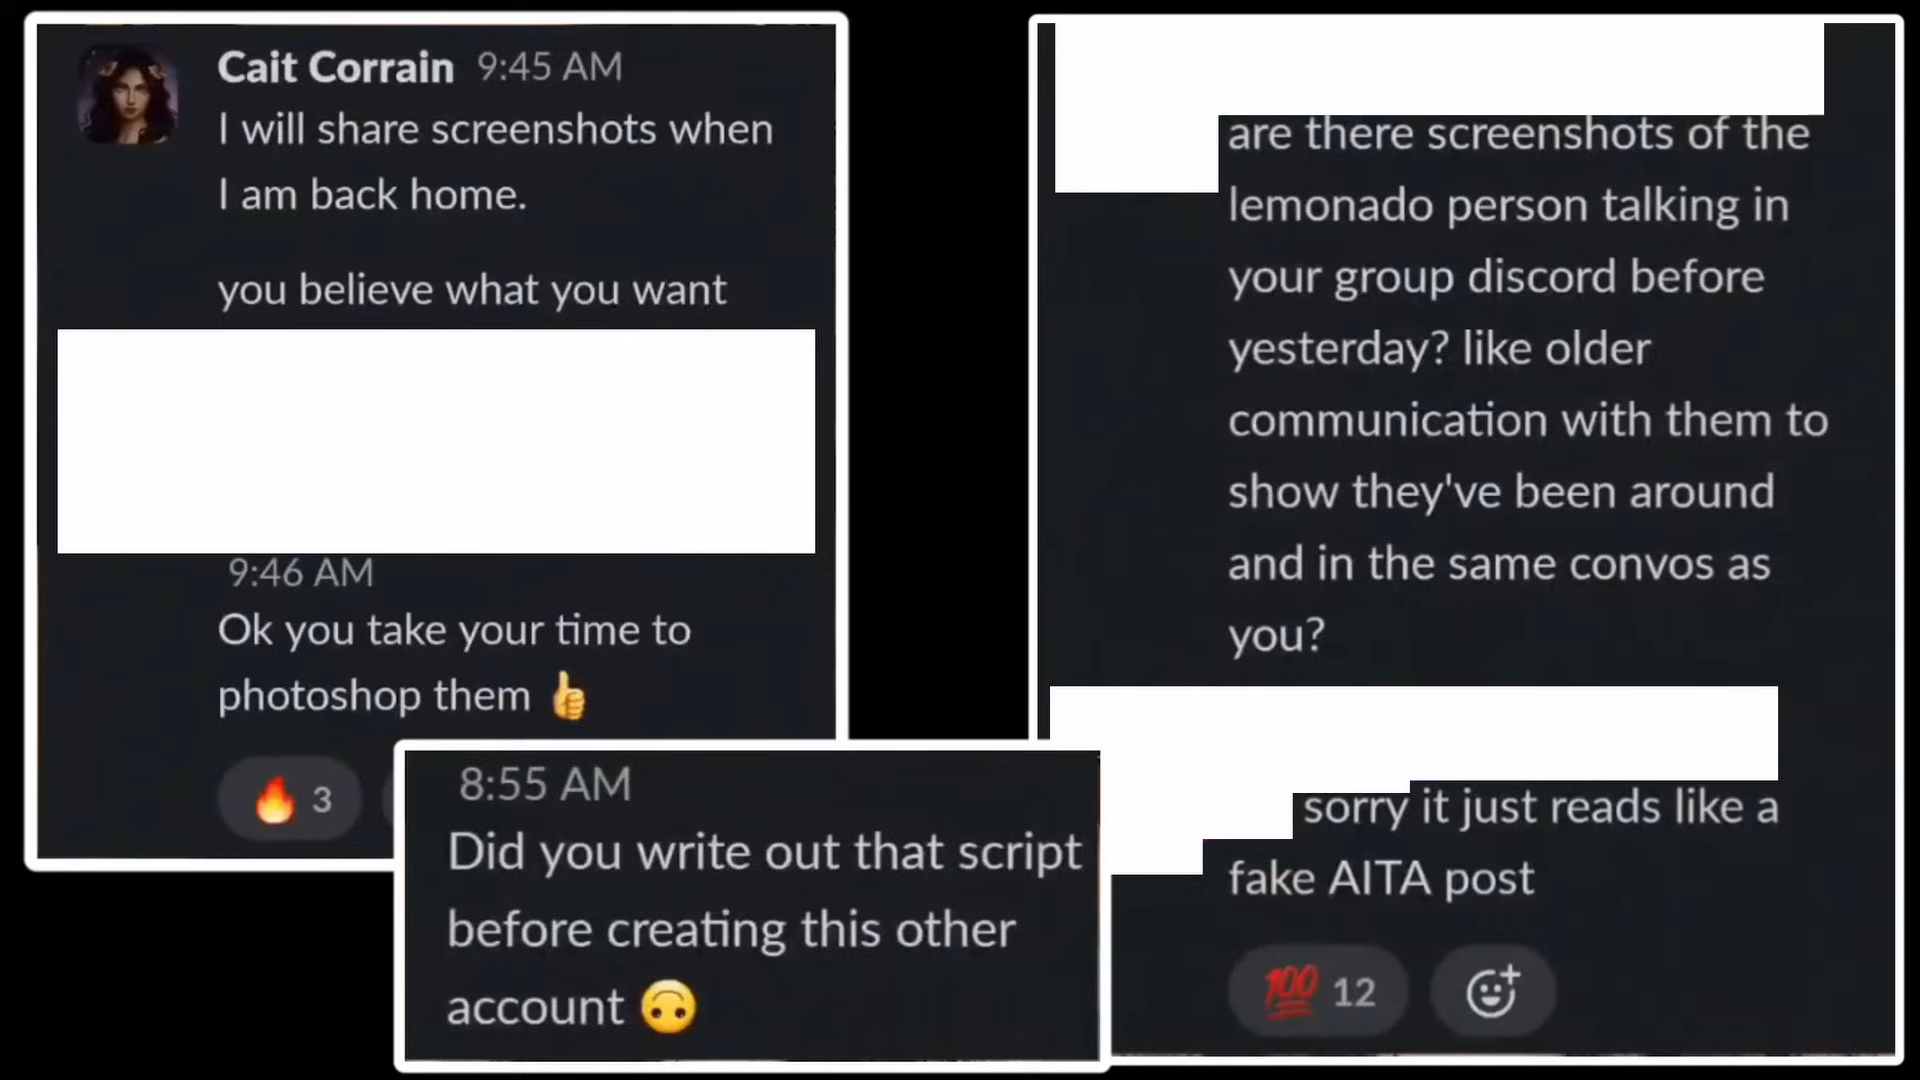 Cait Corrain 9:45 AM
I will share screenshots when
I am back home.
you believe what you want
9:46 AM
Ok you take your time to
photoshop them 👍
🔥 3
8:55 AM
Did you write out that script
before creating this other
account 🙃
are there screenshots of the
lemonado person talking in
your group discord before
yesterday? like older
communication with them to
show they've been around
and in the same convos as
you?
sorry it just reads like a
fake AITA post
💯 12